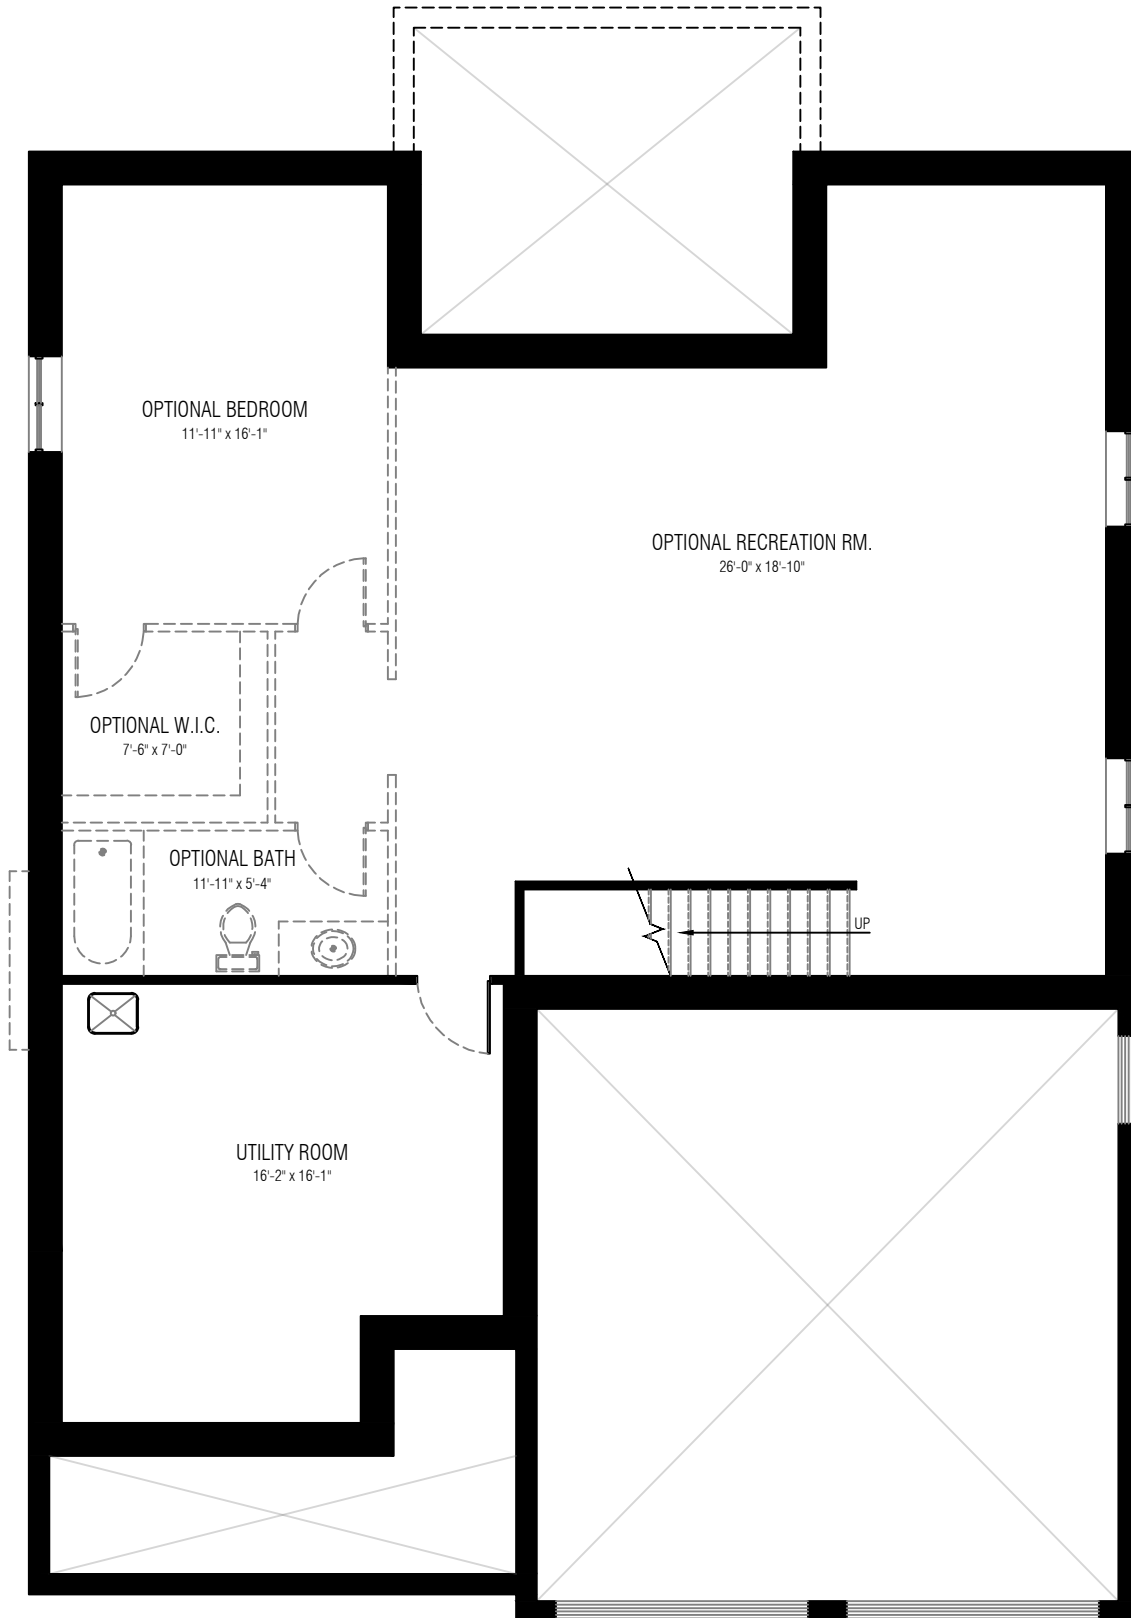 OPTIONAL BEDROOM
11'-11" x 16'-1"
OPTIONAL RECREATION RM.
26'-0" x 18'-10"
OPTIONAL W.I.C.
7'-6" x 7'-0"
OPTIONAL BATH
11'-11" x 5'-4"
UP
UTILITY ROOM
16'-2" x 16'-1"